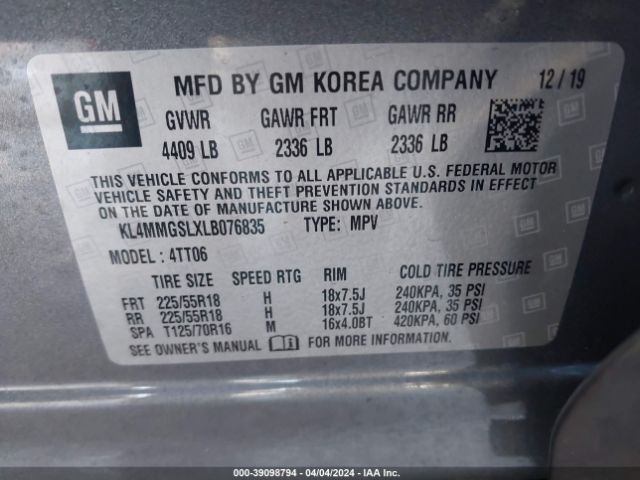 GM
MFD BY GM KOREA COMPANY 12/19
GVWR GAWR FRT GAWR RR
4409 LB 2336 LB 2336 LB
THIS VEHICLE CONFORMS TO ALL APPLICABLE U.S. FEDERAL MOTOR
VEHICLE SAFETY AND THEFT PREVENTION STANDARDS IN EFFECT
ON THE DATE OF MANUFACTURE SHOWN ABOVE.
KL4MMGSLXLB076835 TYPE: MPV
MODEL: 4TT06
TIRE SIZE SPEED RTG RIM COLD TIRE PRESSURE
FRT 225/55R18 H 18x7.5J 240KPA, 35 PSI
RR 225/55R18 H 18x7.5J 240KPA, 35 PSI
SPA T125/70R16 M 16x4.0BT 420KPA, 60 PSI
SEE OWNER'S MANUAL FOR MORE INFORMATION.
000-39098794 - 04/04/2024 - IAA Inc.